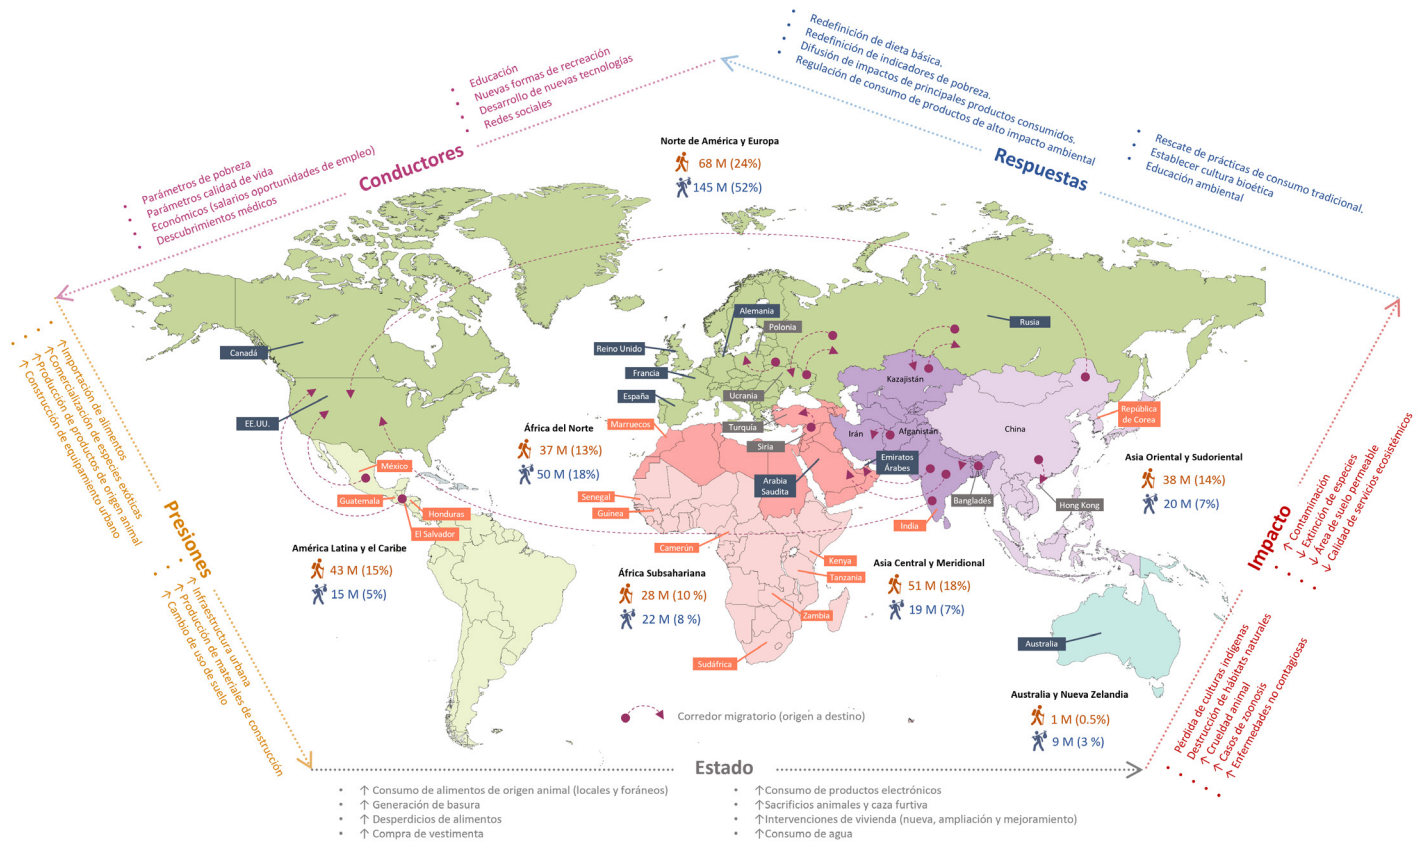 Conductores
• Parámetros de pobreza
• Parámetros calidad de vida
• Económicos (salarios oportunidades de empleo)
• Descubrimientos médicos
• Educación
• Nuevas formas de recreación
• Desarrollo de nuevas tecnologías
• Redes sociales
Respuestas
• Redefinición de dieta básica.
• Redefinición de indicadores de pobreza.
• Difusión de impactos de principales productos consumidos.
• Regulación de consumo de productos de alto impacto ambiental
• Rescate de prácticas de consumo tradicional.
• Establecer cultura bioética
• Educación ambiental
Norte de América y Europa
68 M (24%)
145 M (52%)
Canadá
EE.UU.
Alemania
Polonia
Reino Unido
Francia
España
Ucrania
Turquía
Siria
Rusia
Kazajistán
Irán
Afganistán
China
República
de Corea
Emiratos
Árabes
Arabia
Saudita
Bangladés
Hong Kong
India
Marruecos
Senegal
Guinea
Camerún
Kenya
Tanzania
Zambia
Sudáfrica
México
Guatemala
Honduras
El Salvador
Australia
África del Norte
37 M (13%)
50 M (18%)
Asia Oriental y Sudoriental
38 M (14%)
20 M (7%)
América Latina y el Caribe
43 M (15%)
15 M (5%)
África Subsahariana
28 M (10 %)
22 M (8 %)
Asia Central y Meridional
51 M (18%)
19 M (7%)
Australia y Nueva Zelandia
1 M (0.5%)
9 M (3 %)
Corredor migratorio (origen a destino)
Presiones
• ↑ Importación de alimentos
• ↑ Comercialización de especies exóticas
• ↑ Producción de productos de origen animal
• ↑ Construcción de equipamiento urbano
• ↑ Infraestructura urbana
• ↑ Producción de materiales de construcción
• ↑ Cambio de uso de suelo
Impacto
• ↑ Contaminación
• ↓ Extinción de especies
• ↓ Área de suelo permeable
• ↓ Calidad de servicios ecosistémicos
• Pérdida de culturas indígenas
• Destrucción de hábitats naturales
• ↑ Crueldad animal
• ↑ Casos de zoonosis
• ↑ Enfermedades no contagiosas
Estado
• ↑ Consumo de alimentos de origen animal (locales y foráneos)
• ↑ Generación de basura
• ↑ Desperdicios de alimentos
• ↑ Compra de vestimenta
• ↑Consumo de productos electrónicos
• ↑Sacrificios animales y caza furtiva
• ↑Intervenciones de vivienda (nueva, ampliación y mejoramiento)
• ↑Consumo de agua